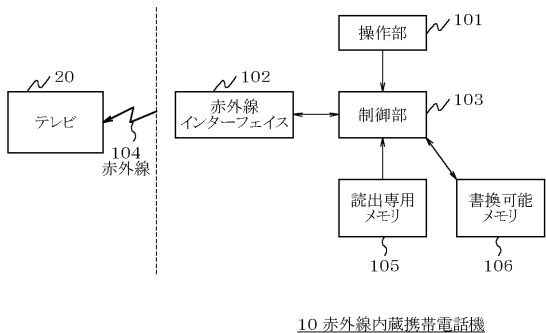 101
操作部
20
テレビ
102
赤外線
インターフェイス
103
制御部
104
赤外線
読出専用
メモリ
105
書換可能
メモリ
106
10 赤外線内蔵携帯電話機